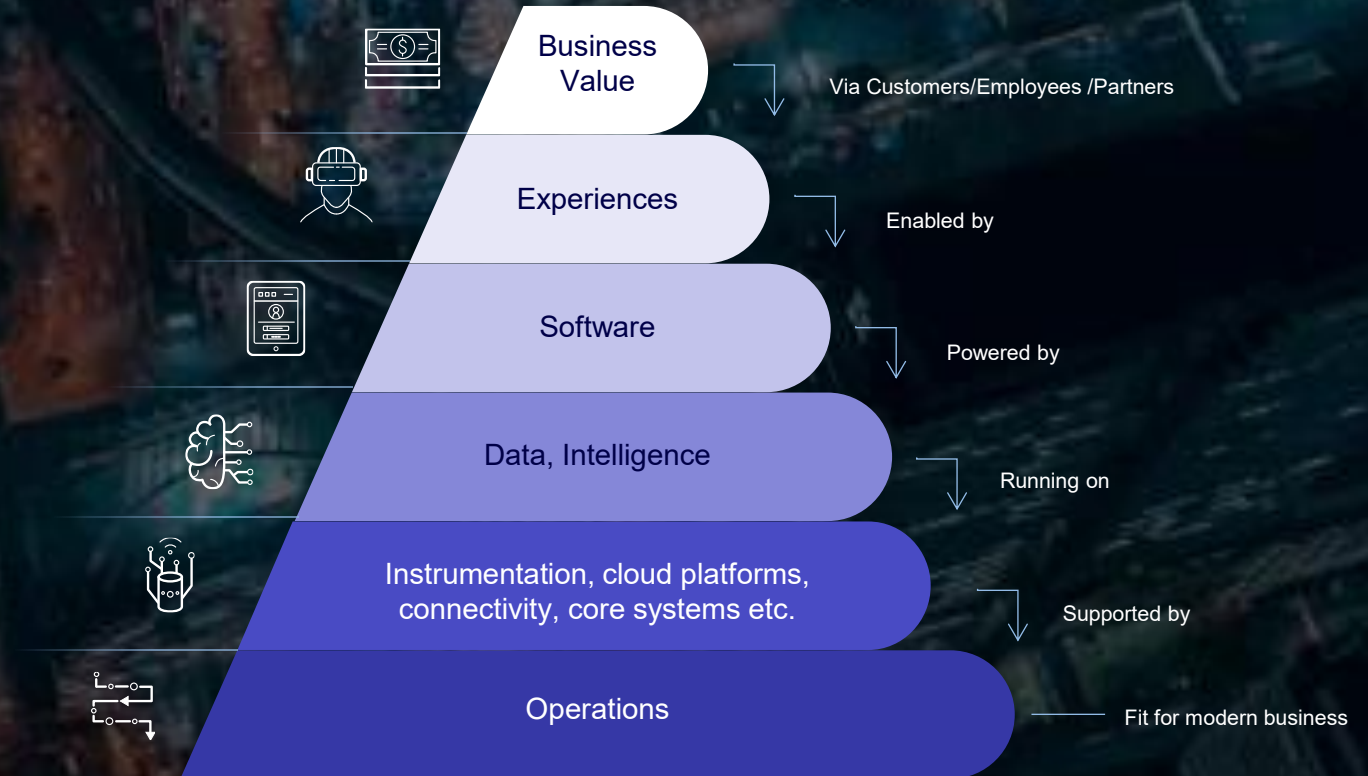 Business
Value
Via Customers/Employees /Partners
Experiences
Enabled by
Software
Powered by
Data, Intelligence
Running on
Instrumentation, cloud platforms,
connectivity, core systems etc.
Supported by
Operations
Fit for modern business